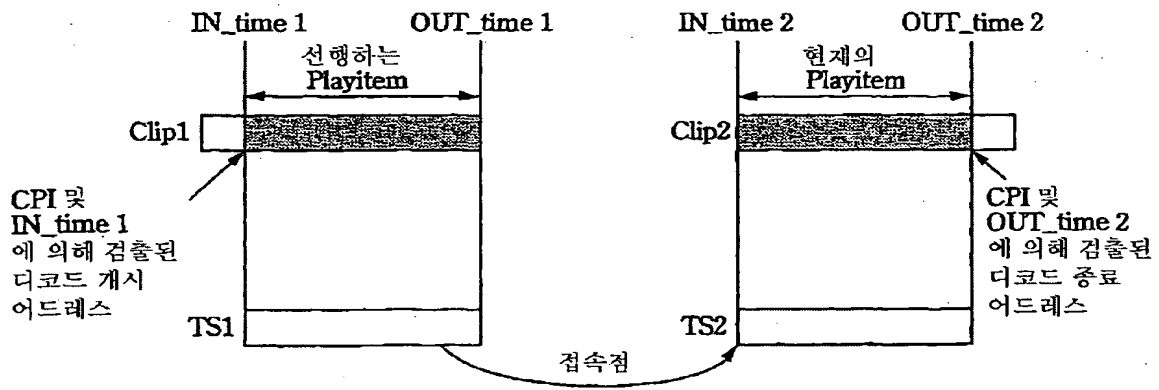 IN_time 1
OUT_time 1
IN_time 2
OUT_time 2
선행하는
Playitem
현재의
Playitem
Clip1
Clip2
CPI 및
IN_time 1
에 의해 검출된
디코드 개시
어드레스
CPI 및
OUT_time 2
에 의해 검출된
디코드 종료
어드레스
TS1
TS2
접속점